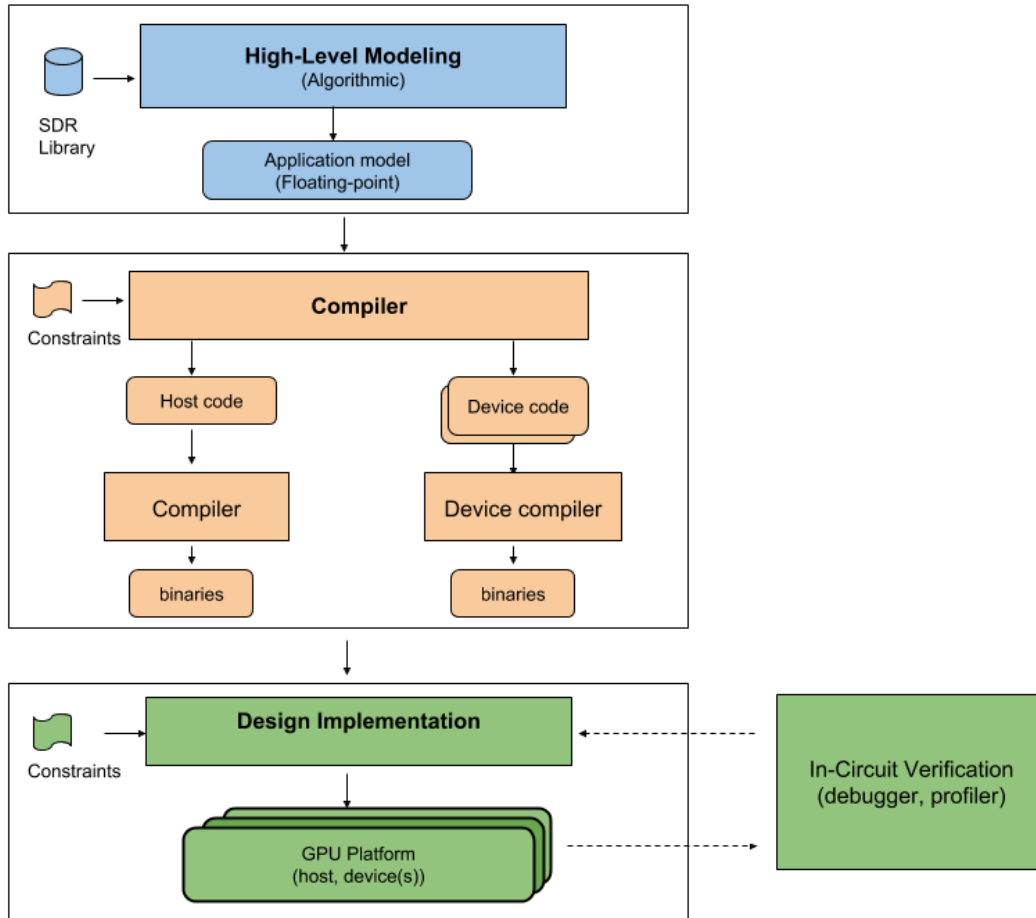 High-Level Modeling
(Algorithmic)
SDR
Library
Application model
(Floating-point)
Compiler
Constraints
Host code
Device code
Compiler
Device compiler
binaries
binaries
Design Implementation
Constraints
In-Circuit Verification
(debugger, profiler)
GPU Platform
(host, device(s))